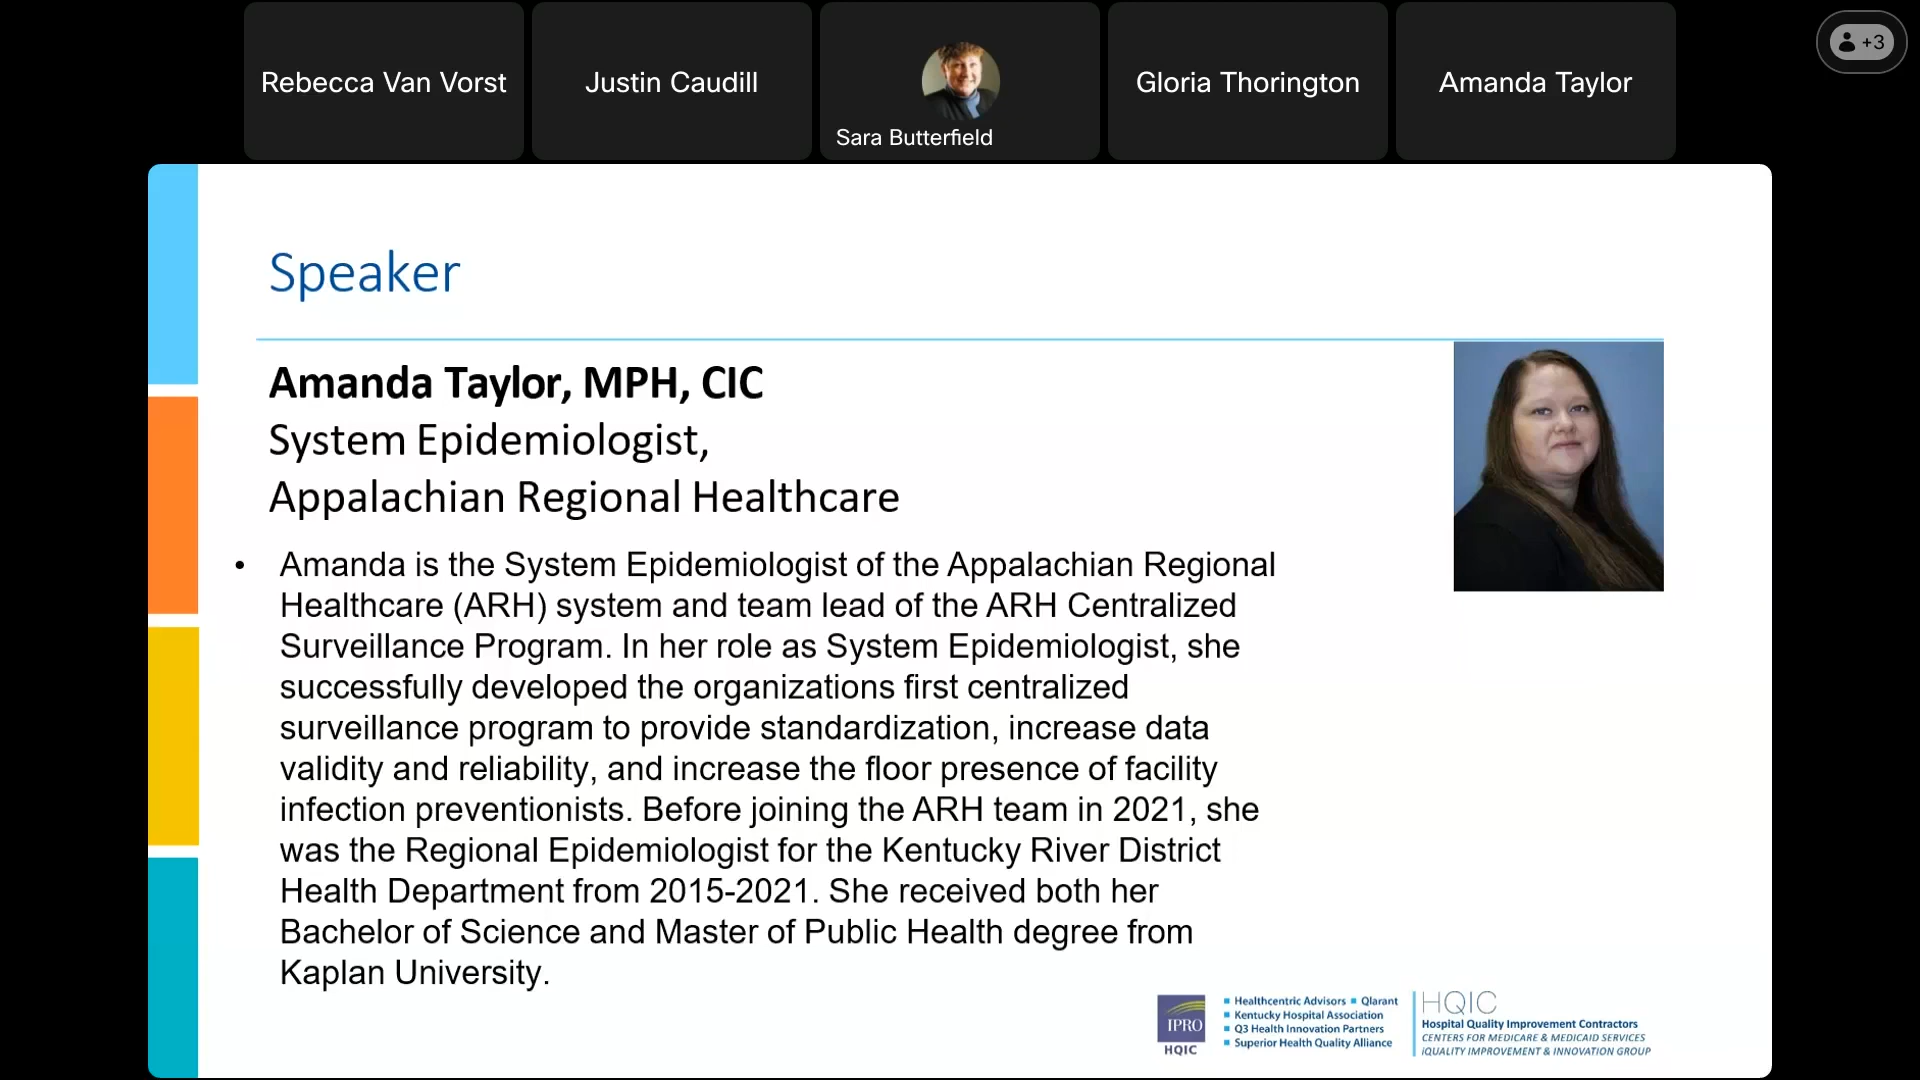 Rebecca Van Vorst
Justin Caudill
Sara Butterfield
Gloria Thorington
Amanda Taylor
+3
Speaker
Amanda Taylor, MPH, CIC
System Epidemiologist,
Appalachian Regional Healthcare
• Amanda is the System Epidemiologist of the Appalachian Regional
Healthcare (ARH) system and team lead of the ARH Centralized
Surveillance Program. In her role as System Epidemiologist, she
successfully developed the organizations first centralized
surveillance program to provide standardization, increase data
validity and reliability, and increase the floor presence of facility
infection preventionists. Before joining the ARH team in 2021, she
was the Regional Epidemiologist for the Kentucky River District
Health Department from 2015-2021. She received both her
Bachelor of Science and Master of Public Health degree from
Kaplan University.
IPRO
HQIC
Healthcentric Advisors ▪ Qlarant
Kentucky Hospital Association
Q3 Health Innovation Partners
Superior Health Quality Alliance
HQIC
Hospital Quality Improvement Contractors
CENTERS FOR MEDICARE & MEDICAID SERVICES
iQUALITY IMPROVEMENT & INNOVATION GROUP